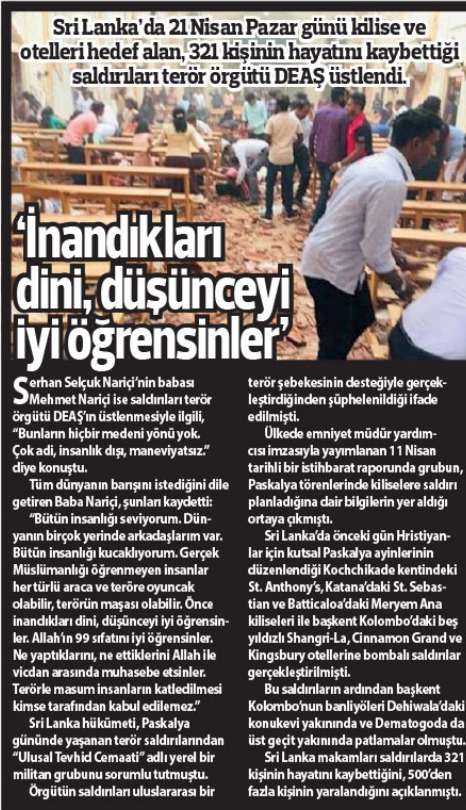 Sri Lanka'da 21 Nisan Pazar günü kilise ve
otelleri hedef alan, 321 kişinin hayatını kaybettiği
saldırıları terör örgütü DEAŞ üstlendi.
'İnandıkları
dini, düşünceyi
iyi öğrensinler'
Serhan Selçuk Nariçi'nin babası
Mehmet Nariçi ise saldırıları terör
örgütü DEAŞ'ın üstlenmesiyle ilgili,
"Bunların hiçbir medeni yönü yok.
Çok adi, insanlık dışı, maneviyatsız."
diye konuştu.
Tüm dünyanın barışını istediğini dile
getiren Baba Nariçi, şunları kaydetti:
"Bütün insanlığı seviyorum. Dün-
yanın birçok yerinde arkadaşlarım var.
Bütün insanlığı kucaklıyorum. Gerçek
Müslümanlığı öğrenmeyen insanlar
her türlü araca ve teröre oyuncak
olabilir, terörün maşası olabilir. Önce
inandıkları dini, düşünceyi iyi öğrensin-
ler. Allah'ın 99 sıfatını iyi öğrensinler.
Ne yaptıklarını, ne ettiklerini Allah ile
vicdan arasında muhasebe etsinler.
Terörle masum insanların katledilmesi
kimse tarafından kabul edilemez."
Sri Lanka hükümeti, Paskalya
gününde yaşanan terör saldırılarından
"Ulusal Tevhid Cemaati" adlı yerel bir
militan grubunu sorumlu tutmuştu.
Örgütün saldırıları uluslararası bir
terör şebekesinin desteğiyle gerçek-
leştirdiğinden şüphelenildiği ifade
edilmişti.
Ülkede emniyet müdür yardım-
cısı imzasıyla yayımlanan 11 Nisan
tarihli bir istihbarat raporunda grubun,
Paskalya törenlerinde kiliselere saldırı
planladığına dair bilgilerin yer aldığı
ortaya çıkmıştı.
Sri Lanka'da önceki gün Hristiyan-
lar için kutsal Paskalya ayinlerinin
düzenlendiği Kochchikade kentindeki
St. Anthony's, Katana'daki St. Sebas-
tian ve Batticaloa'daki Meryem Ana
kiliseleri ile başkent Kolombo'daki beş
yıldızlı Shangri-La, Cinnamon Grand ve
Kingsbury otellerine bombalı saldırılar
gerçekleştirilmişti.
Bu saldırıların ardından başkent
Kolombo'nun banliyöleri Dehiwala'daki
konukevi yakınında ve Dematogoda da
üst geçit yakınında patlamalar olmuştu.
Sri Lanka makamları saldırılarda 321
kişinin hayatını kaybettiğini, 500'den
fazla kişinin yaralandığını açıklanmıştı.